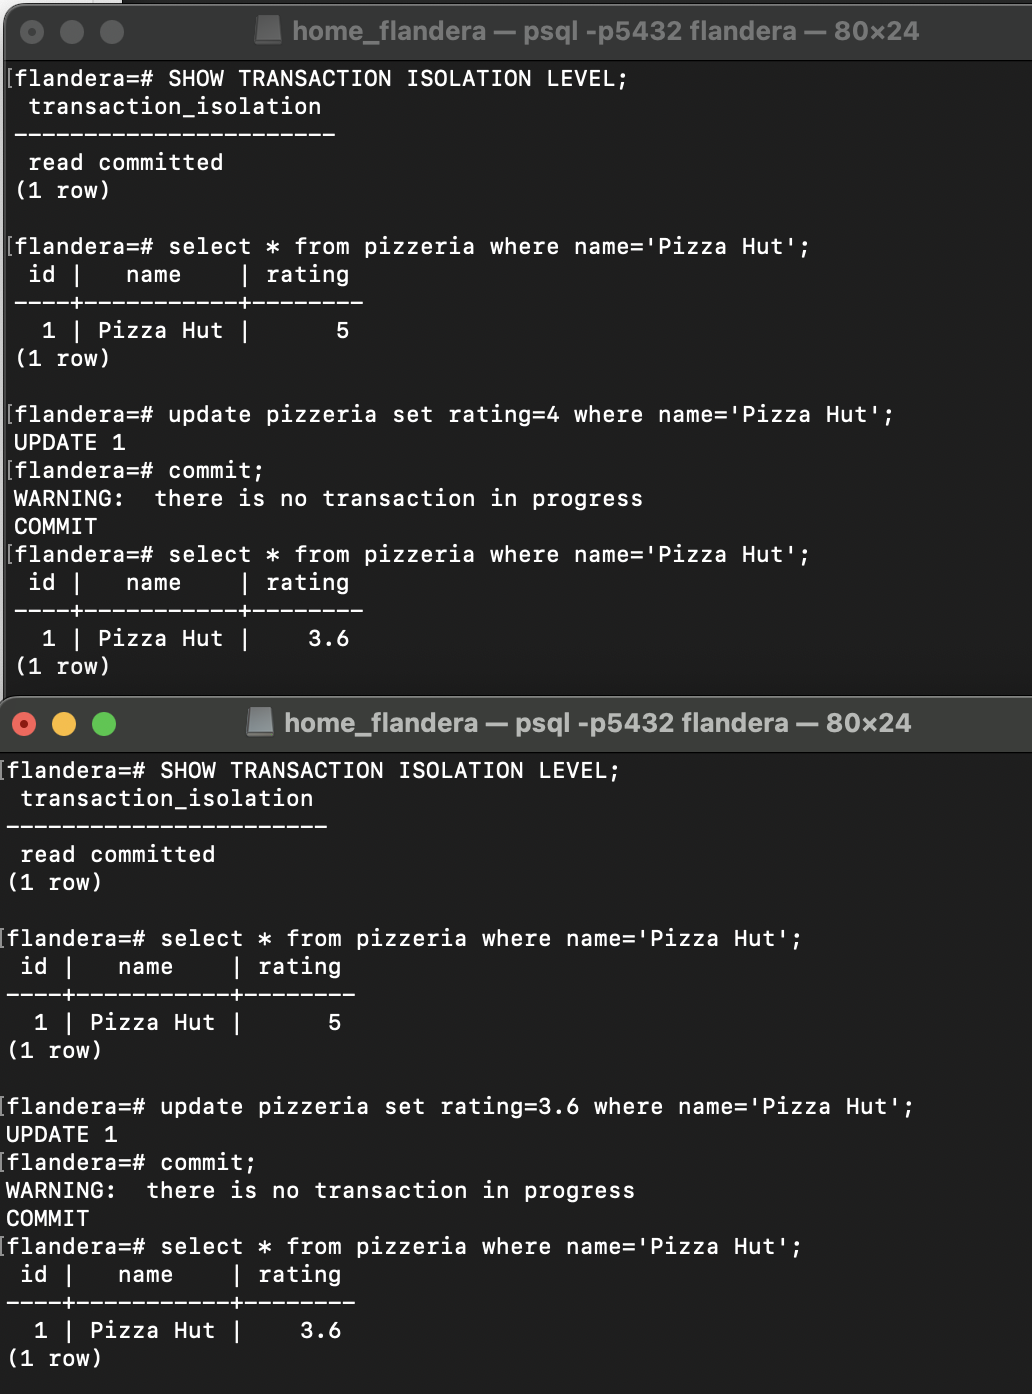 home_flandera — psql -p5432 flandera — 80×24
[flandera=# SHOW TRANSACTION ISOLATION LEVEL;
 transaction_isolation
-----------------------
 read committed
(1 row)
[flandera=# select * from pizzeria where name='Pizza Hut';
 id |   name    | rating
----+-----------+--------
  1 | Pizza Hut |      5
(1 row)
[flandera=# update pizzeria set rating=4 where name='Pizza Hut';
UPDATE 1
[flandera=# commit;
WARNING:  there is no transaction in progress
COMMIT
[flandera=# select * from pizzeria where name='Pizza Hut';
 id |   name    | rating
----+-----------+--------
  1 | Pizza Hut |    3.6
(1 row)
home_flandera — psql -p5432 flandera — 80×24
[flandera=# SHOW TRANSACTION ISOLATION LEVEL;
 transaction_isolation
-----------------------
 read committed
(1 row)
[flandera=# select * from pizzeria where name='Pizza Hut';
 id |   name    | rating
----+-----------+--------
  1 | Pizza Hut |      5
(1 row)
[flandera=# update pizzeria set rating=3.6 where name='Pizza Hut';
UPDATE 1
[flandera=# commit;
WARNING:  there is no transaction in progress
COMMIT
[flandera=# select * from pizzeria where name='Pizza Hut';
 id |   name    | rating
----+-----------+--------
  1 | Pizza Hut |    3.6
(1 row)